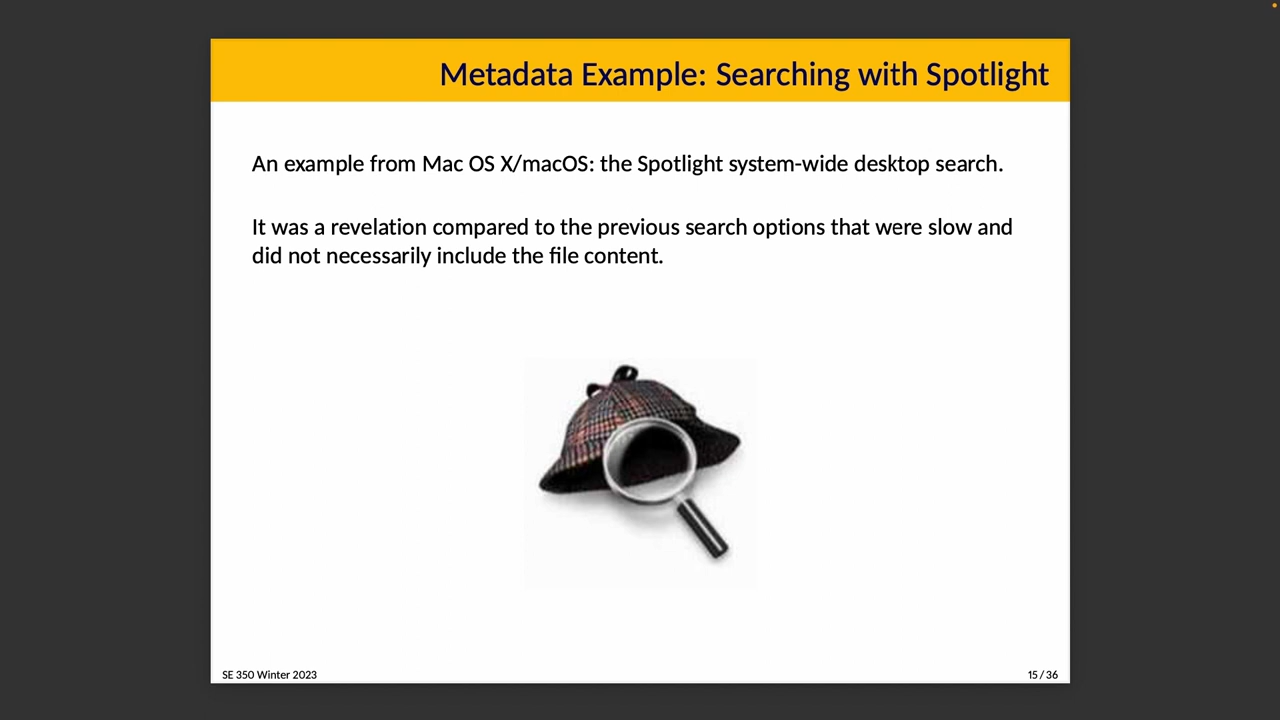 Metadata Example: Searching with Spotlight
An example from Mac OS X/macOS: the Spotlight system-wide desktop search.
It was a revelation compared to the previous search options that were slow and
did not necessarily include the file content.
SE 350 Winter 2023
15 / 36